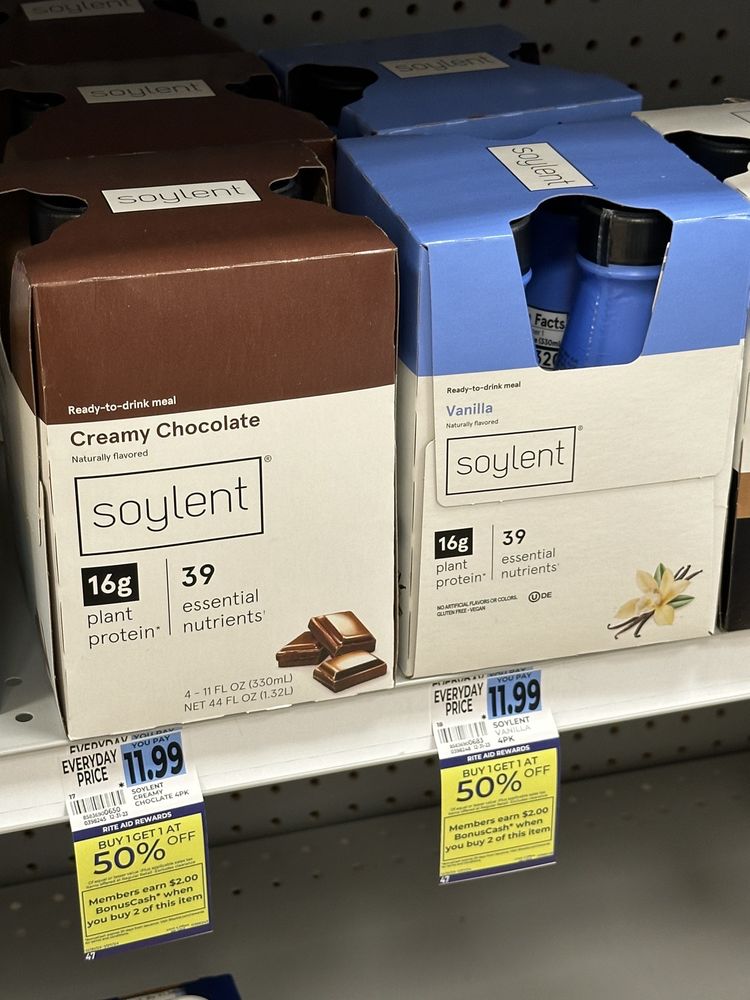 soylent
soylent
soylent
soylent
soylent
Ready-to-drink meal
Creamy Chocolate
Naturally flavored
soylent®
16g
plant
protein*
39
essential
nutrients†
4 - 11 FL OZ (330mL)
NET 44 FL OZ (1.32L)
Facts
Ready-to-drink meal
Vanilla
Naturally flavored
soylent®
16g
plant
protein*
39
essential
nutrients†
NO ARTIFICIAL FLAVORS OR COLORS.
GLUTEN FREE • VEGAN
U DE
EVERYDAY
PRICE
YOU PAY
11.99
17
SOYLENT
CREAMY
CHOCLATE 4PK
RITE AID REWARDS
BUY 1 GET 1 AT
50% OFF
Members earn $2.00
BonusCash* when
you buy 2 of this item
47
EVERYDAY
PRICE
YOU PAY
11.99
SOYLENT
VANILLA
4PK
RITE AID REWARDS
BUY 1 GET 1 AT
50% OFF
Members earn $2.00
BonusCash* when
you buy 2 of this item
47